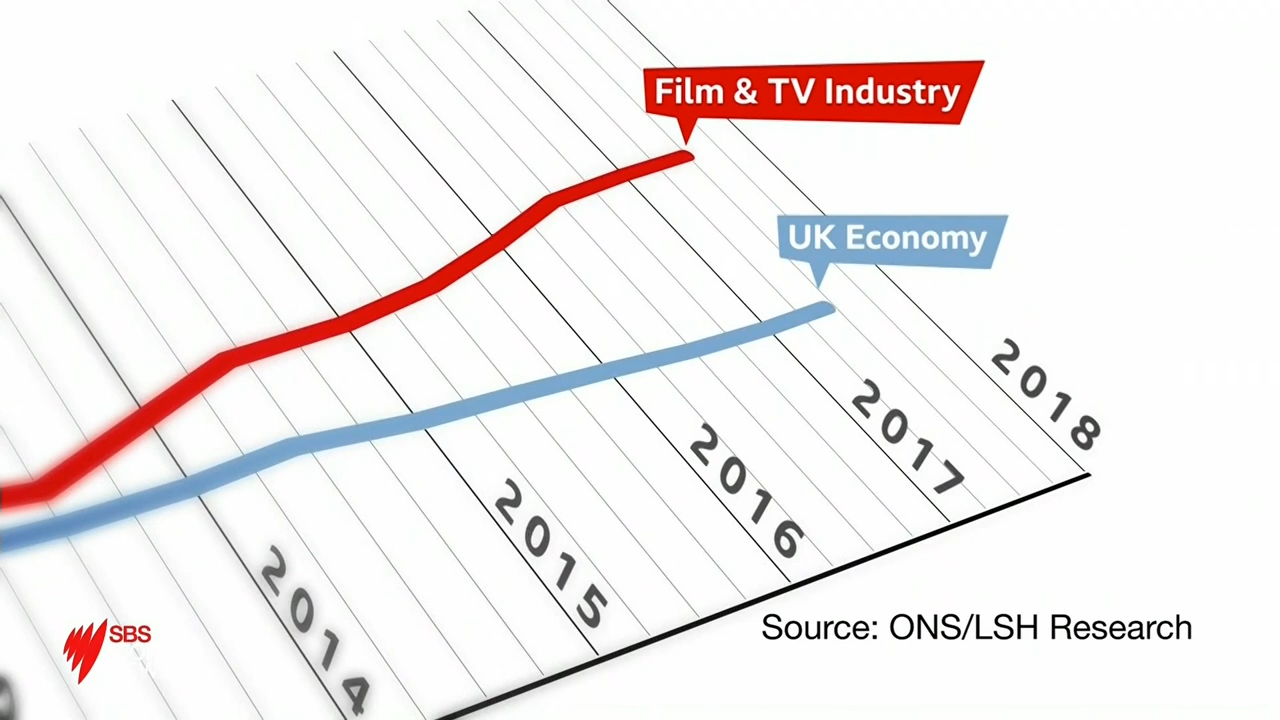 Film & TV Industry
UK Economy
2018
2017
2016
2015
2014
Source: ONS/LSH Research
SBS